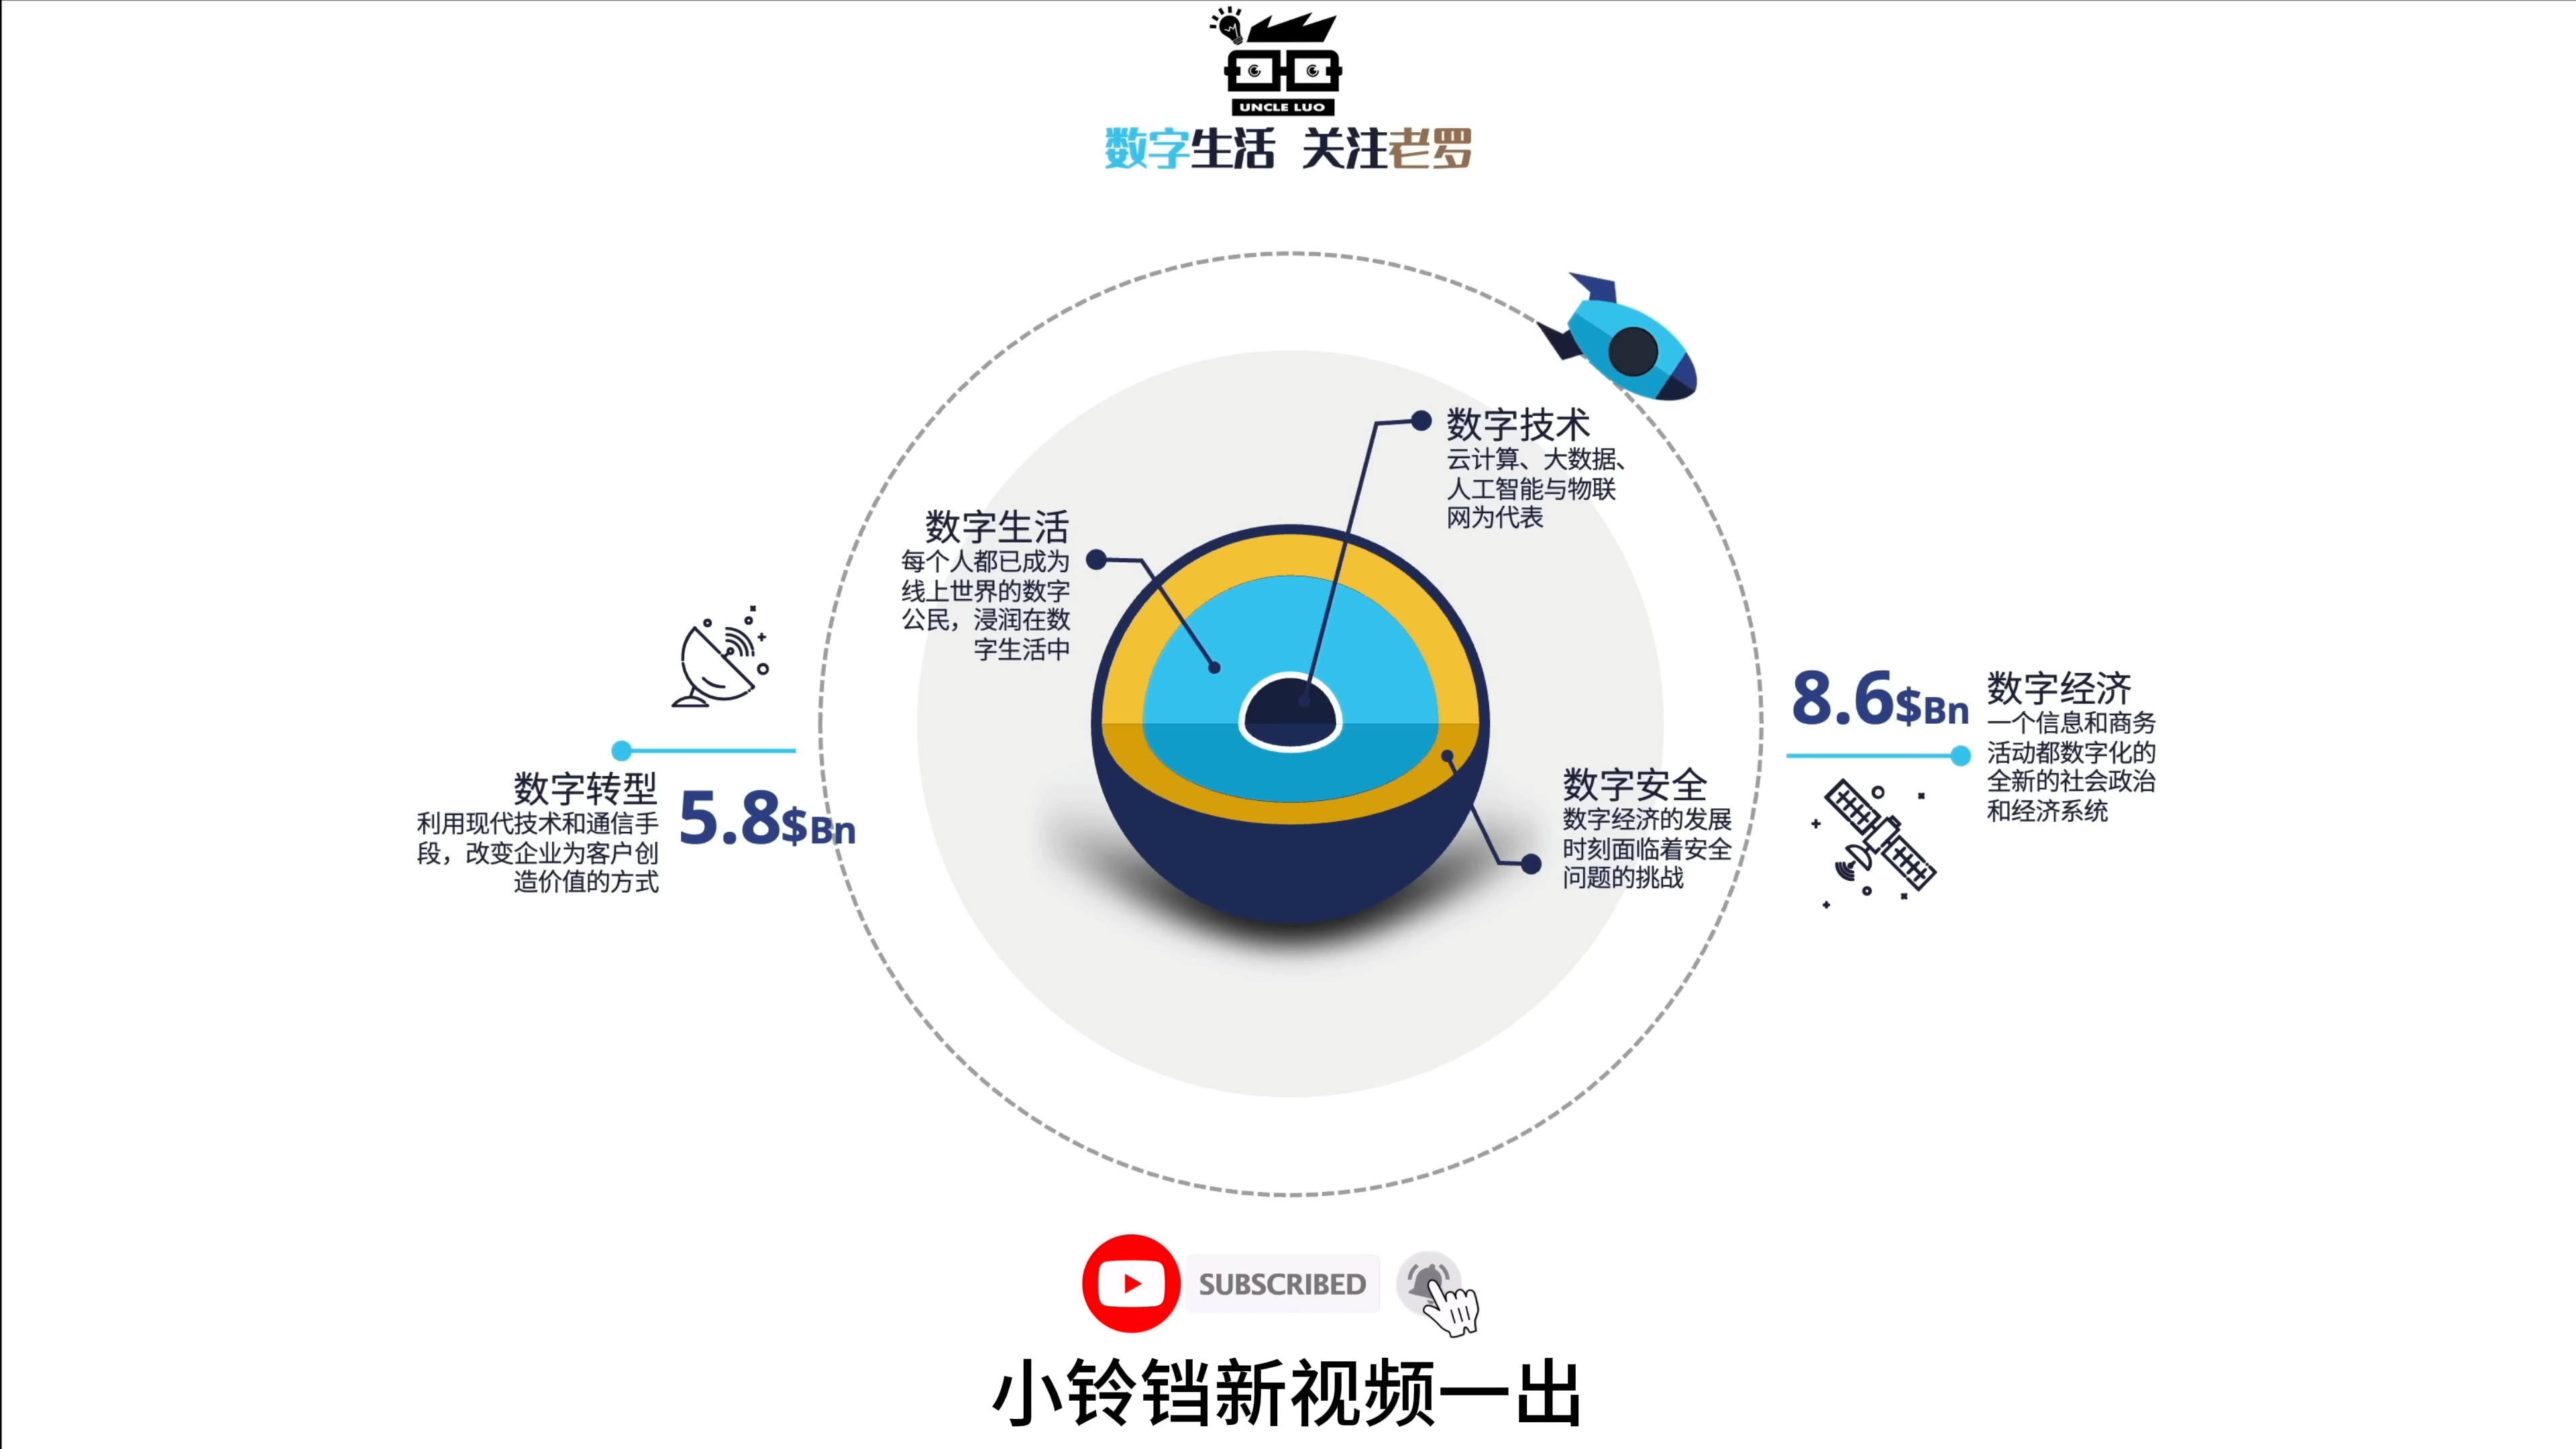 UNCLE LUO
数字生活 关注老罗
数字技术
云计算、大数据、
人工智能与物联
网为代表
数字生活
每个人都已成为
线上世界的数字
公民，浸润在数
字生活中
8.6$Bn
数字经济
一个信息和商务
活动都数字化的
全新的社会政治
和经济系统
数字转型
利用现代技术和通信手
段，改变企业为客户创
造价值的方式
5.8$Bn
数字安全
数字经济的发展
时刻面临着安全
问题的挑战
SUBSCRIBED
小铃铛新视频一出